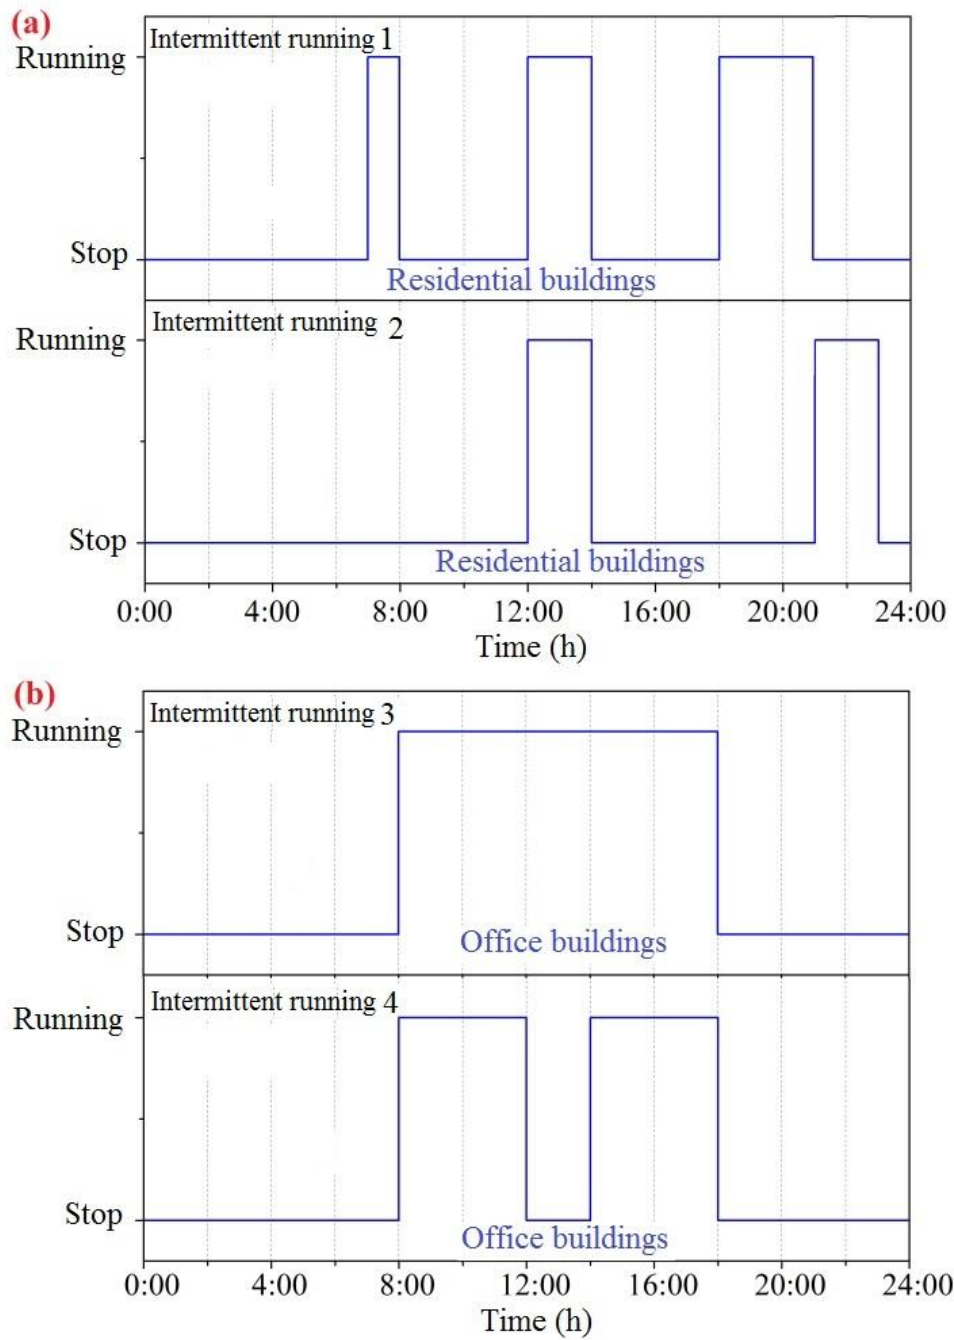 (a)
Intermittent running 1
Running
Stop
Residential buildings
Intermittent running 2
Running
Stop
Residential buildings
0:00 4:00 8:00 12:00 16:00 20:00 24:00
Time (h)
(b)
Intermittent running 3
Running
Stop
Office buildings
Intermittent running 4
Running
Stop
Office buildings
0:00 4:00 8:00 12:00 16:00 20:00 24:00
Time (h)